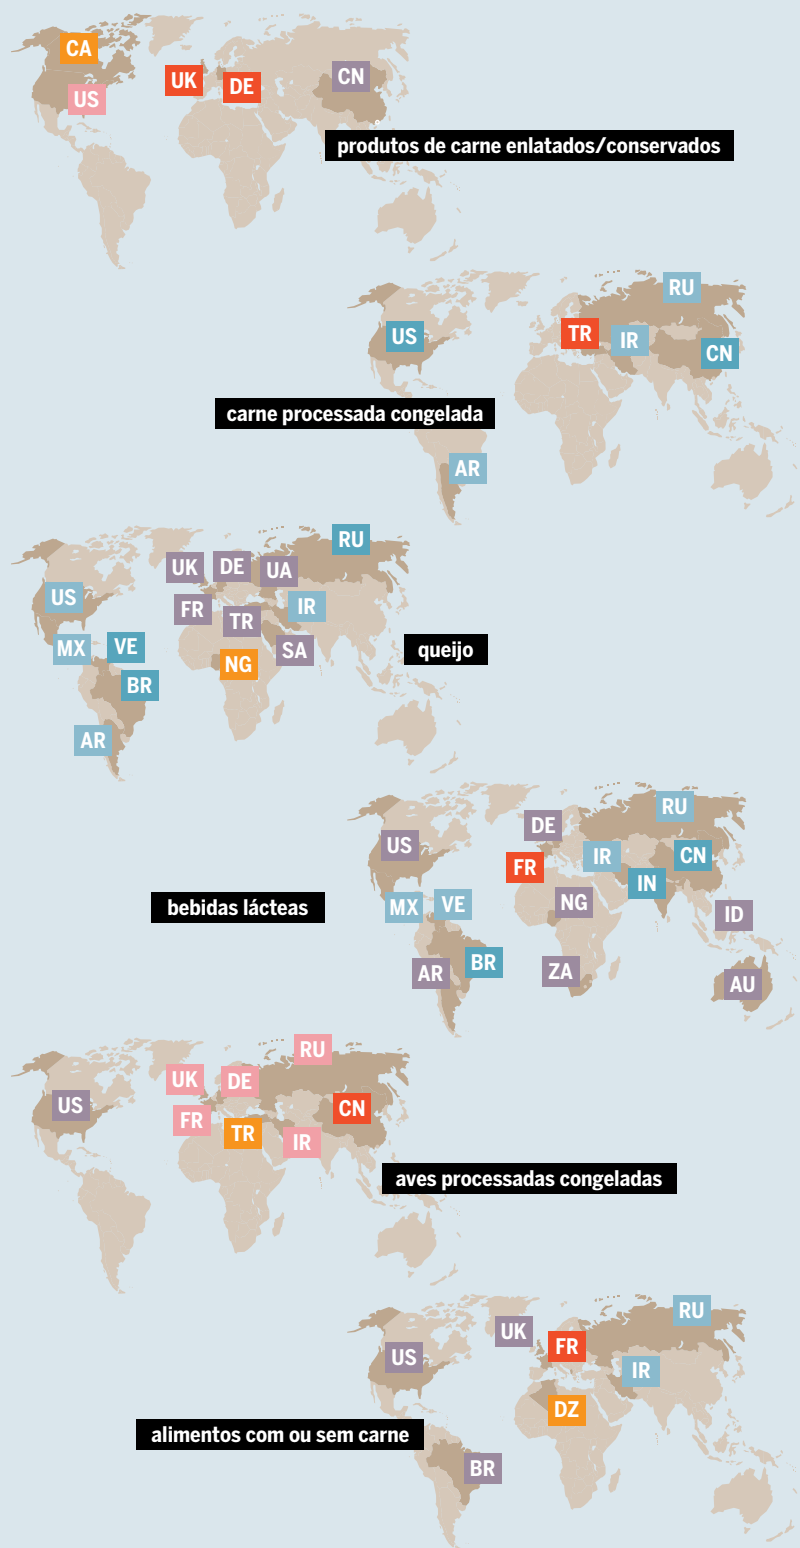 CA
US
UK
DE
CN
produtos de carne enlatados/conservados
RU
US
TR
IR
CN
carne processada congelada
AR
RU
UK
DE
UA
US
FR
TR
IR
MX
VE
NG
SA
queijo
BR
AR
RU
DE
US
FR
IR
CN
IN
MX
VE
NG
ID
bebidas lácteas
AR
BR
ZA
AU
RU
UK
DE
US
FR
TR
IR
CN
aves processadas congeladas
RU
UK
FR
US
IR
DZ
alimentos com ou sem carne
BR